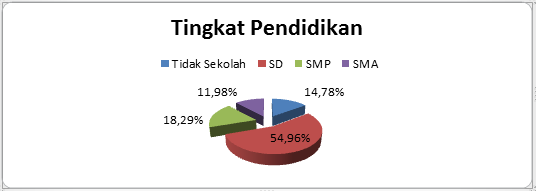 Tingkat Pendidikan
Tidak Sekolah SD SMP SMA
11,98% 14,78%
18,29%
54,96%